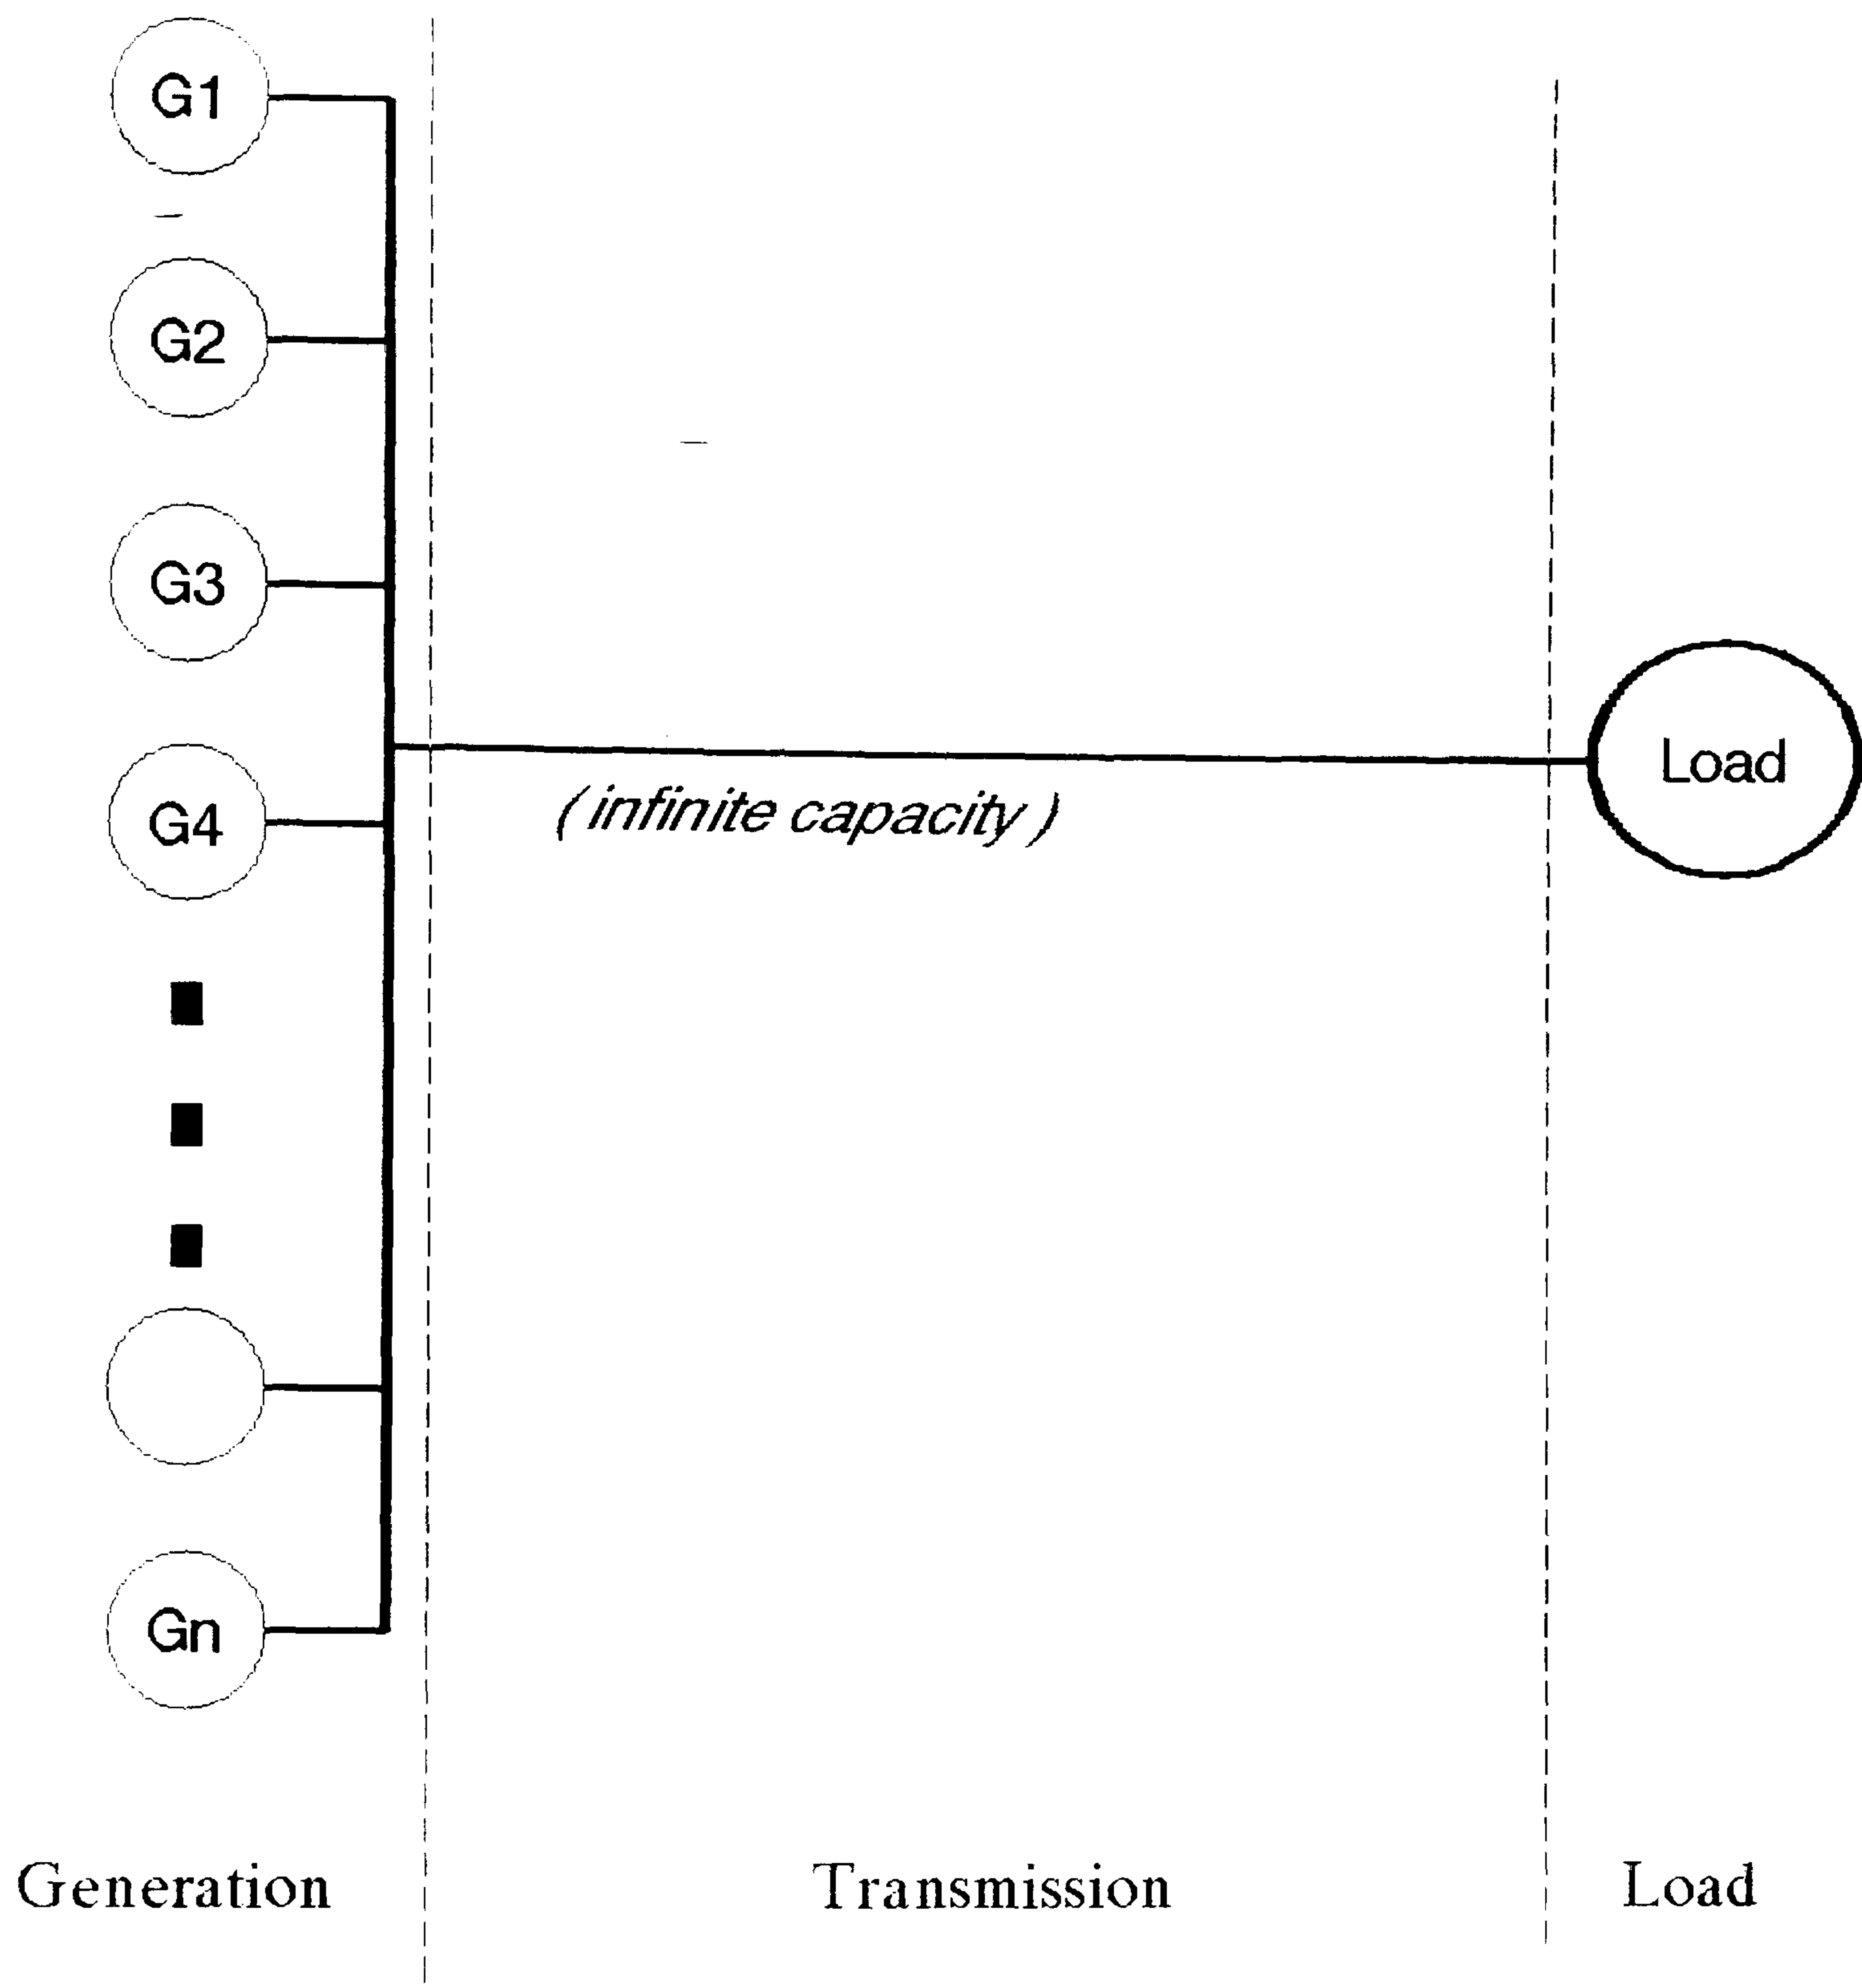 G1
G2
G3
G4
( infinite capacity )
Load
Gn
Generation
Transmission
Load